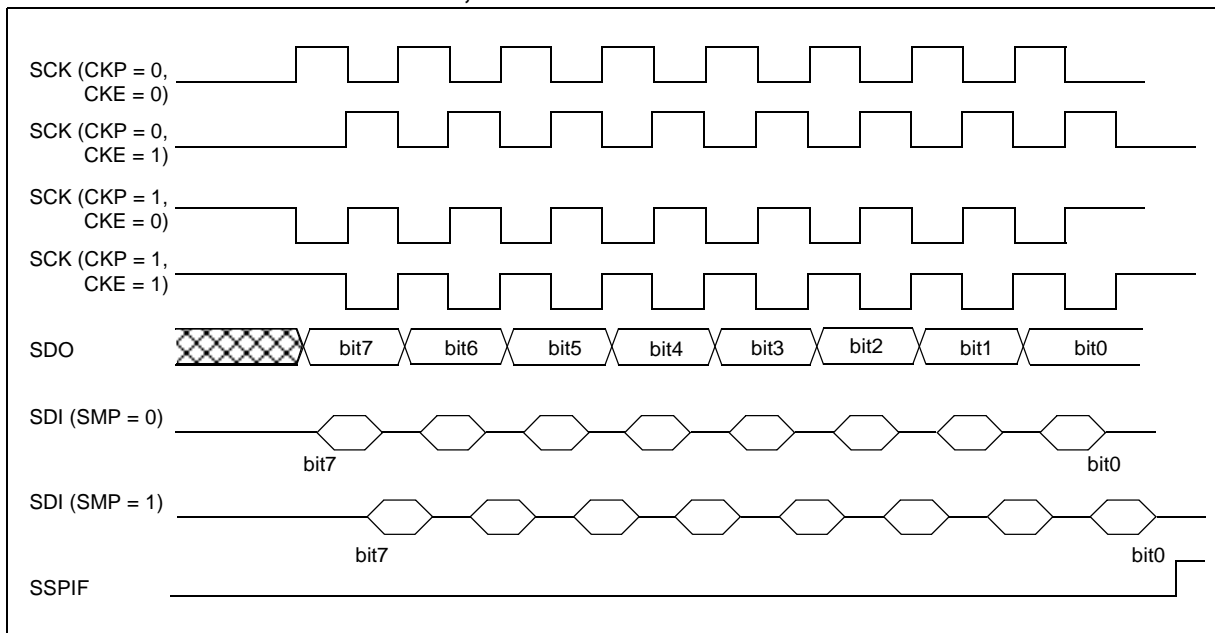 SCK (CKP = 0,
CKE = 0)
SCK (CKP = 0,
CKE = 1)
SCK (CKP = 1,
CKE = 0)
SCK (CKP = 1,
CKE = 1)
SDO bit7 bit6 bit5 bit4 bit3 bit2 bit1 bit0
SDI (SMP = 0)
bit7 bit0
SDI (SMP = 1)
bit7 bit0
SSPIF